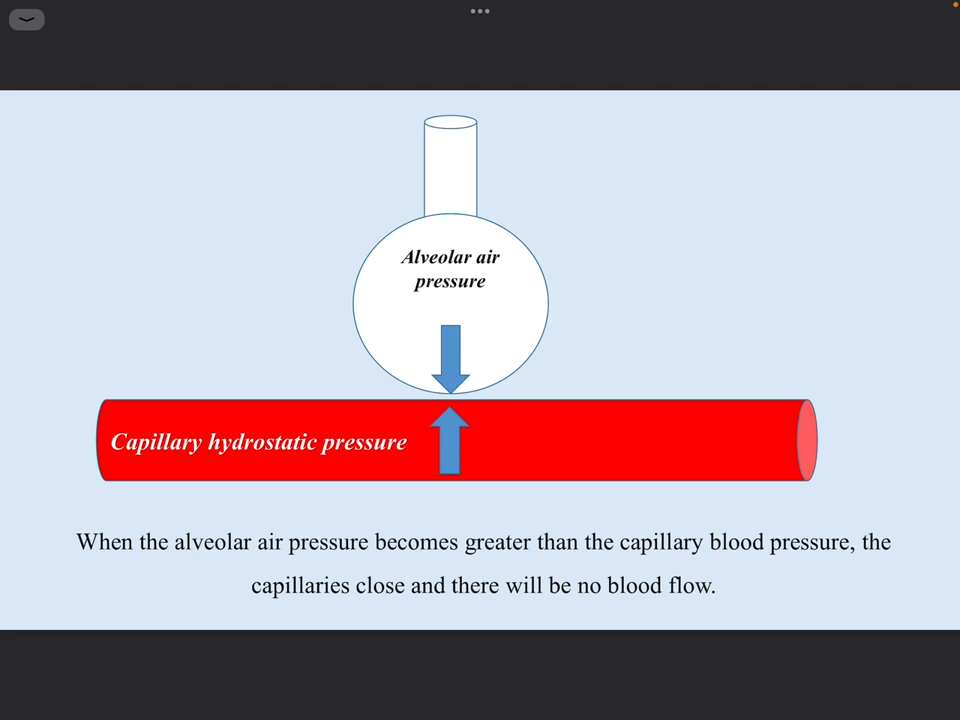 Alveolar air
pressure
Capillary hydrostatic pressure
When the alveolar air pressure becomes greater than the capillary blood pressure, the
capillaries close and there will be no blood flow.